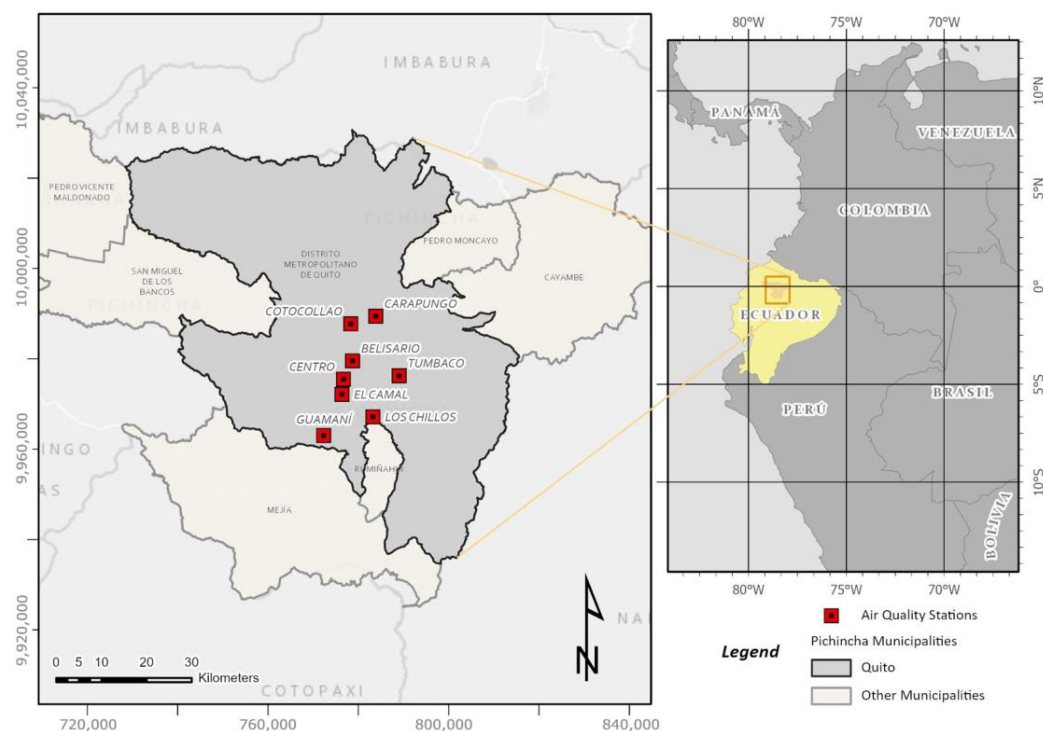 IMBABURA
IMBABURA
PEDRO VICENTE
MALDONADO
PICHINCHA
PEDRO MONCAYO
DISTRITO
METROPOLITANO
DE QUITO
SAN MIGUEL
DE LOS
BANCOS
CAYAMBE
PICHINCHA
COTOCOLLAO
CARAPUNGO
BELISARIO
CENTRO
TUMBACO
EL CAMAL
GUAMANÍ
LOS CHILLOS
INGO
AS
RUMIÑAHUI
MEJÍA
NA
COTOPAXI
N
0 5 10 20 30
Kilometers
10,040,000
10,000,000
9,960,000
9,920,000
720,000 760,000 800,000 840,000
80°W 75°W 70°W
PANAMÁ
VENEZUELA
COLOMBIA
ECUADOR
PERÚ
BRASIL
BOLIVIA
10°N
5°N
0°
5°S
10°S
80°W 75°W 70°W
Legend
Air Quality Stations
Pichincha Municipalities
Quito
Other Municipalities